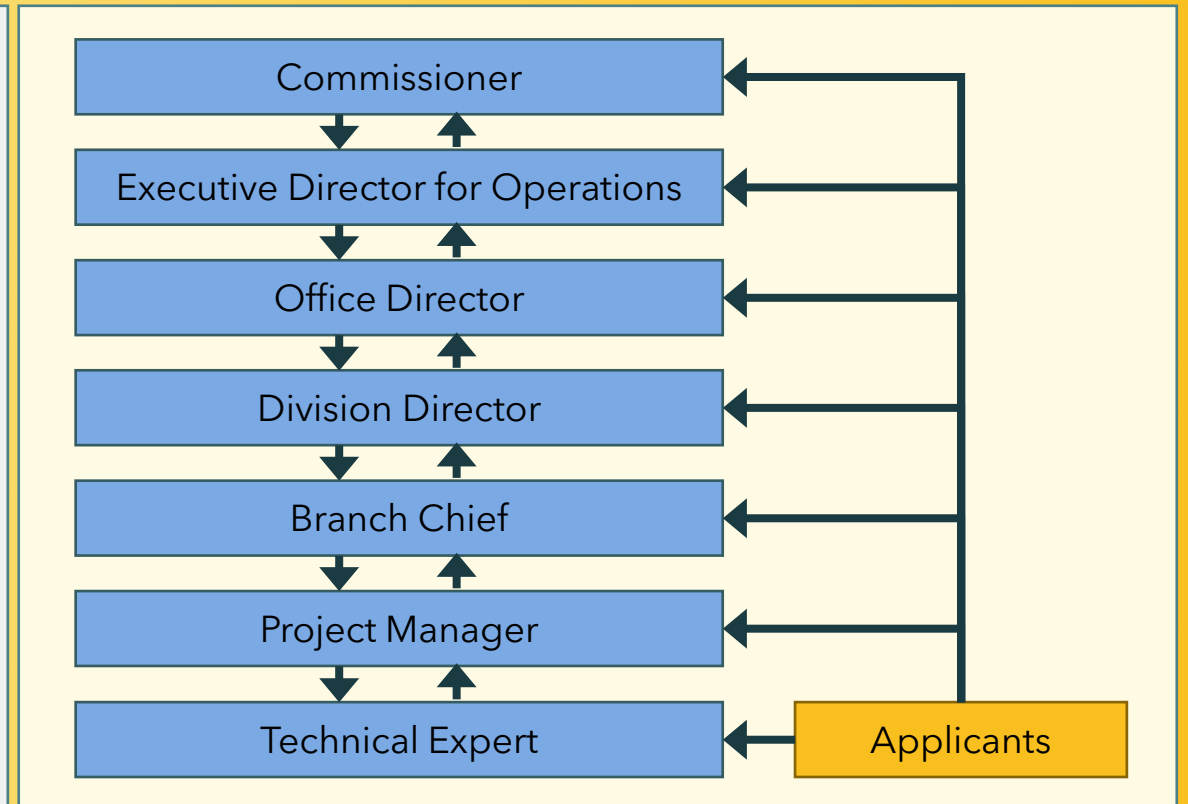 Commissioner
Executive Director for Operations
Office Director
Division Director
Branch Chief
Project Manager
Technical Expert
Applicants